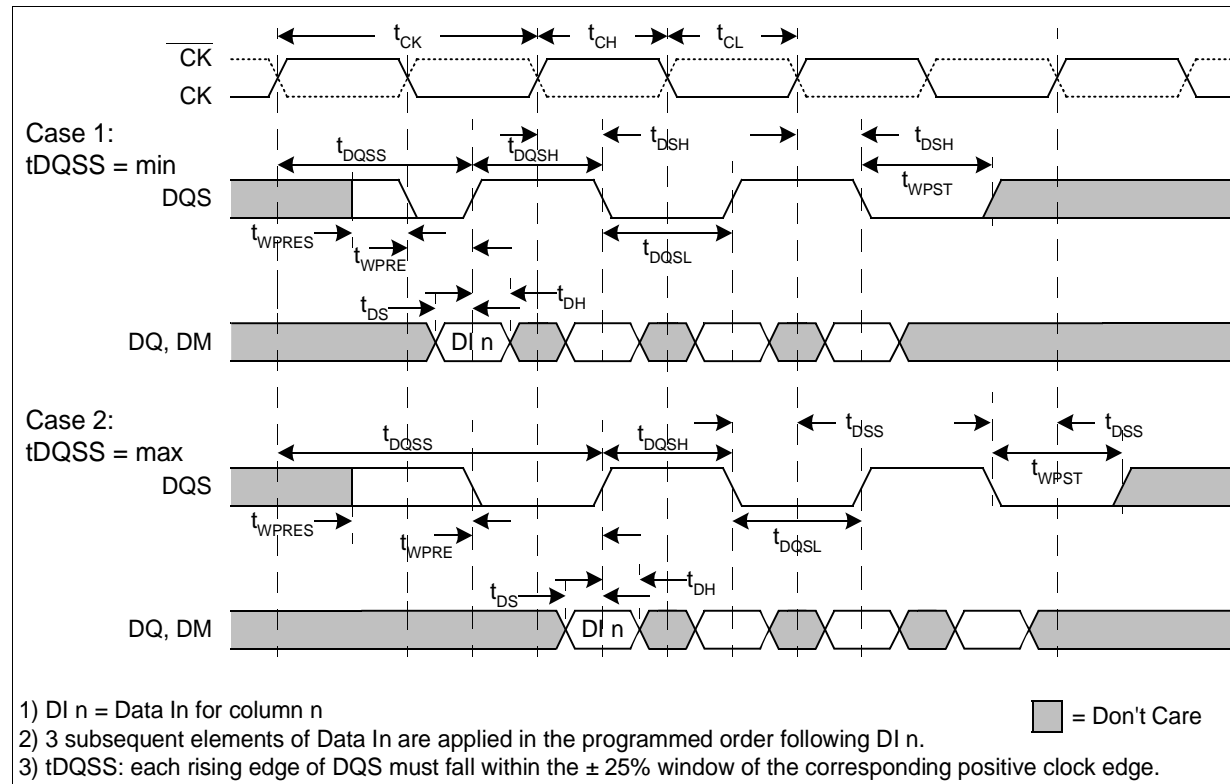 tCK tCH tCL
CK
CK
Case 1:
tDQSS = min
tDQSS tDQSH tDSH tDSH
tWPST
DQS
tWPRES
tWPRE tDQSL
tDS tDH
DQ, DM DI n
Case 2:
tDQSS = max
tDQSS tDQSH tDSS tDSS
tWPST
DQS
tWPRES
tWPRE tDQSL
tDS tDH
DQ, DM DI n
1) DI n = Data In for column n
= Don't Care
2) 3 subsequent elements of Data In are applied in the programmed order following DI n.
3) tDQSS: each rising edge of DQS must fall within the ± 25% window of the corresponding positive clock edge.